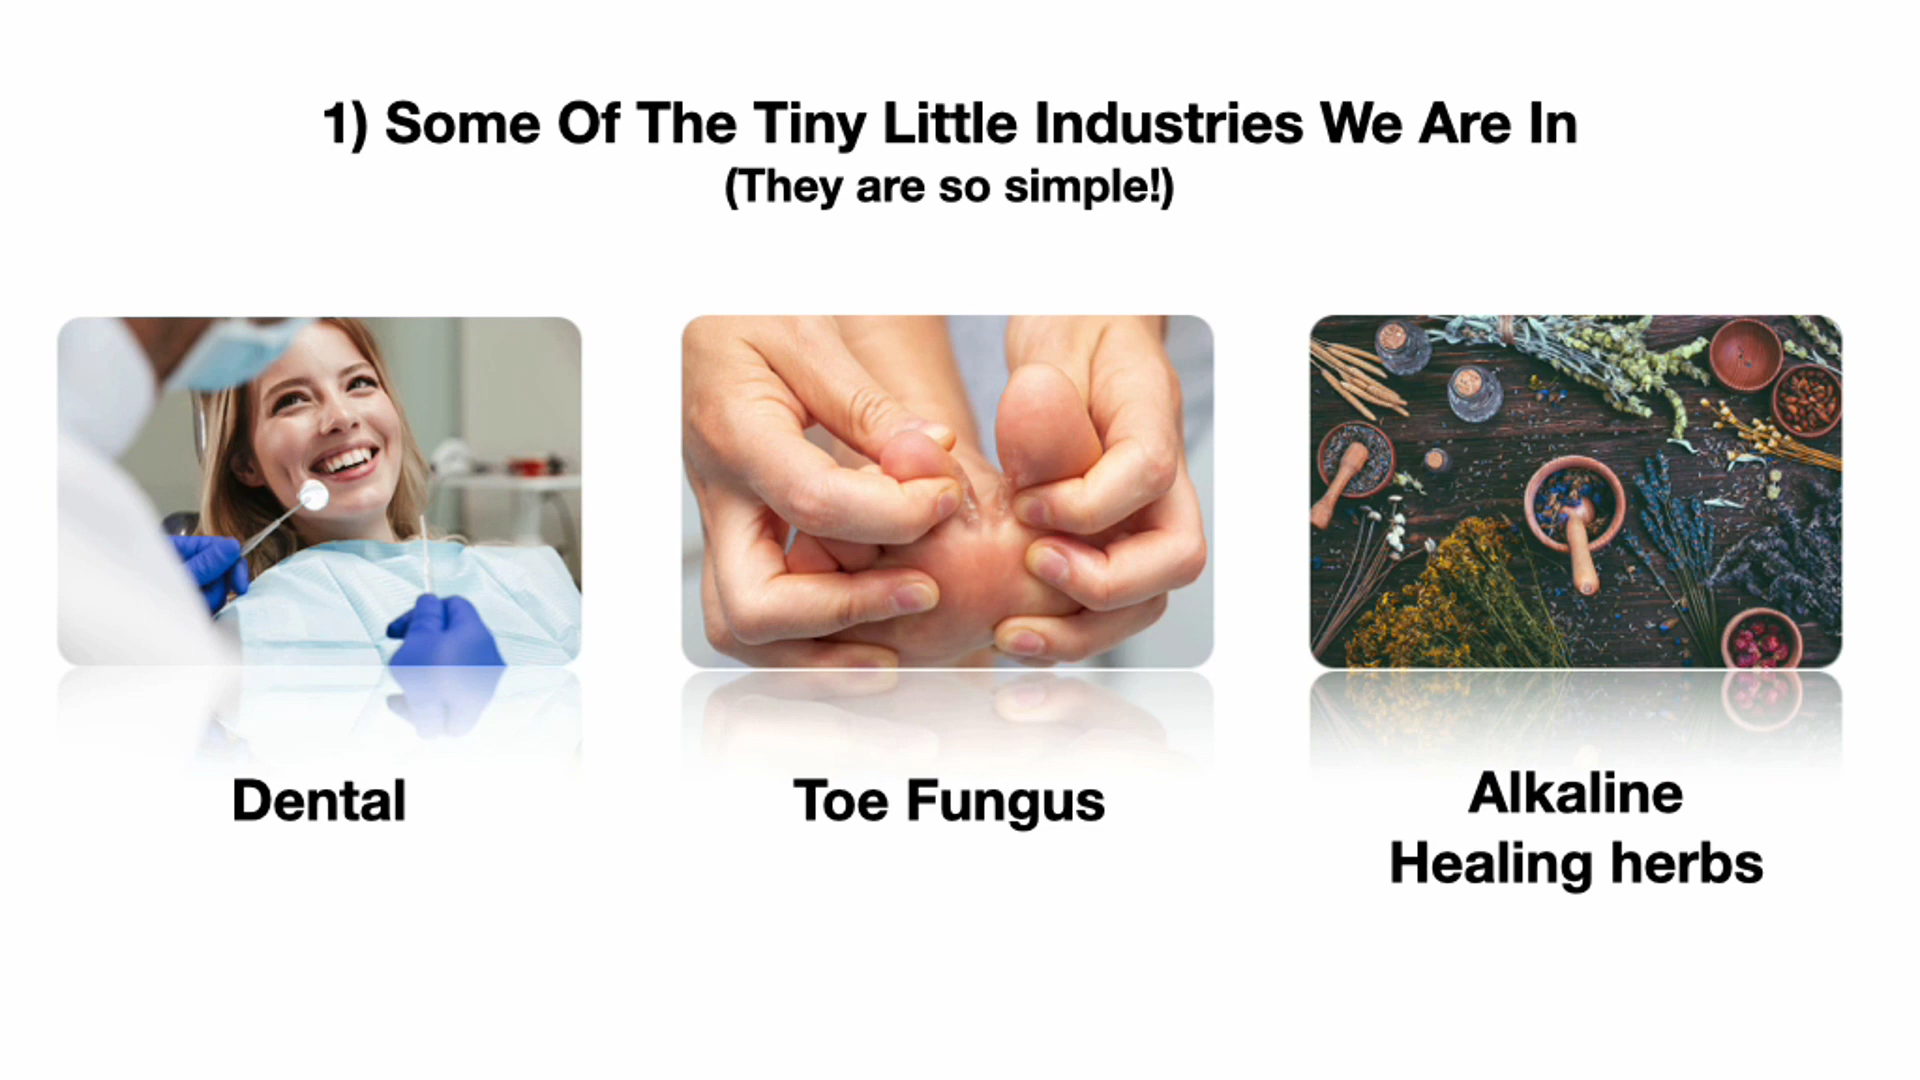 1) Some Of The Tiny Little Industries We Are In
(They are so simple!)
Dental
Toe Fungus
Alkaline
Healing herbs